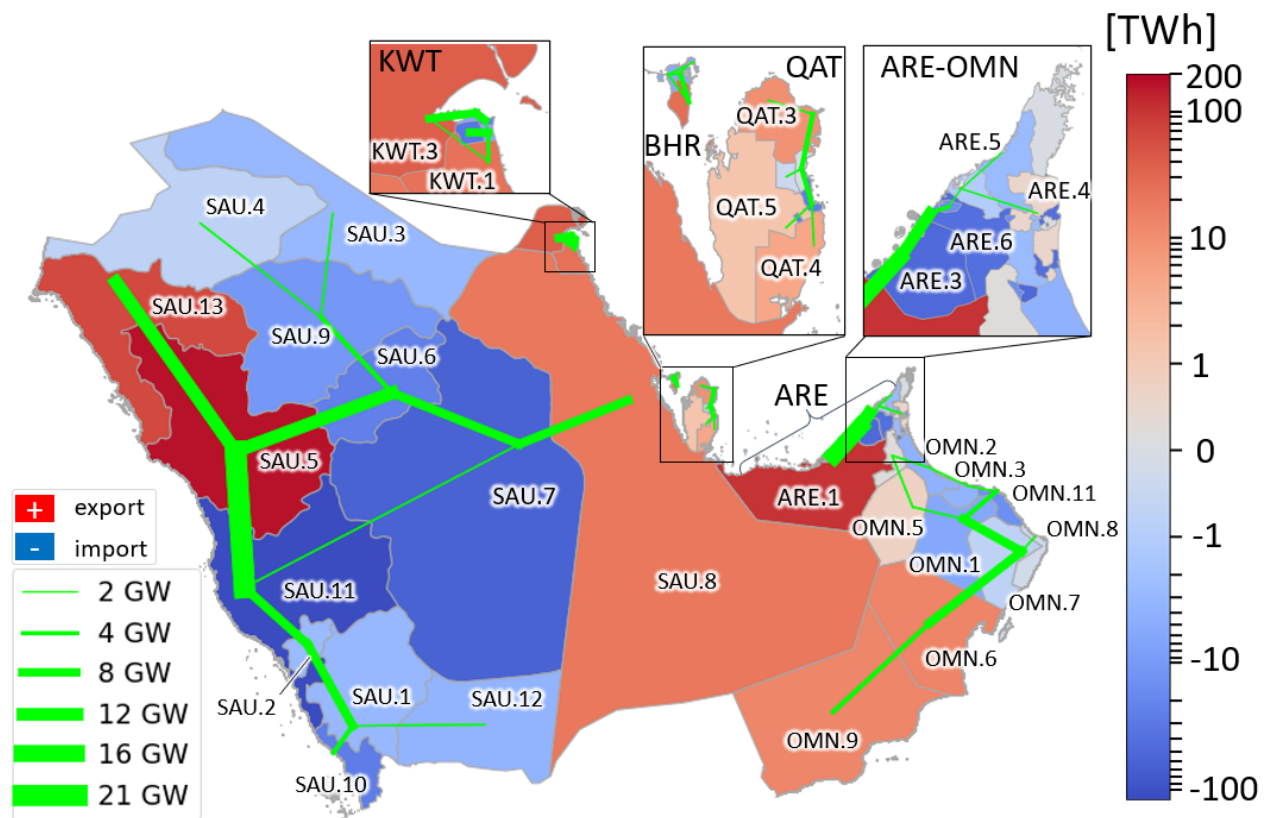 [TWh]
KWT
QAT
ARE-OMN
200
100
KWT.3
KWT.1
BHR
QAT.3
QAT.5
QAT.4
ARE.5
ARE.4
ARE.6
ARE.3
10
1
0
-1
-10
-100
SAU.4
SAU.3
SAU.13
SAU.9
SAU.6
SAU.5
SAU.7
ARE
ARE.1
OMN.2
OMN.3
OMN.11
OMN.8
OMN.5
OMN.1
OMN.7
SAU.11
SAU.8
OMN.6
SAU.2
SAU.1
SAU.12
OMN.9
SAU.10
+ export
- import
2 GW
4 GW
8 GW
12 GW
16 GW
21 GW